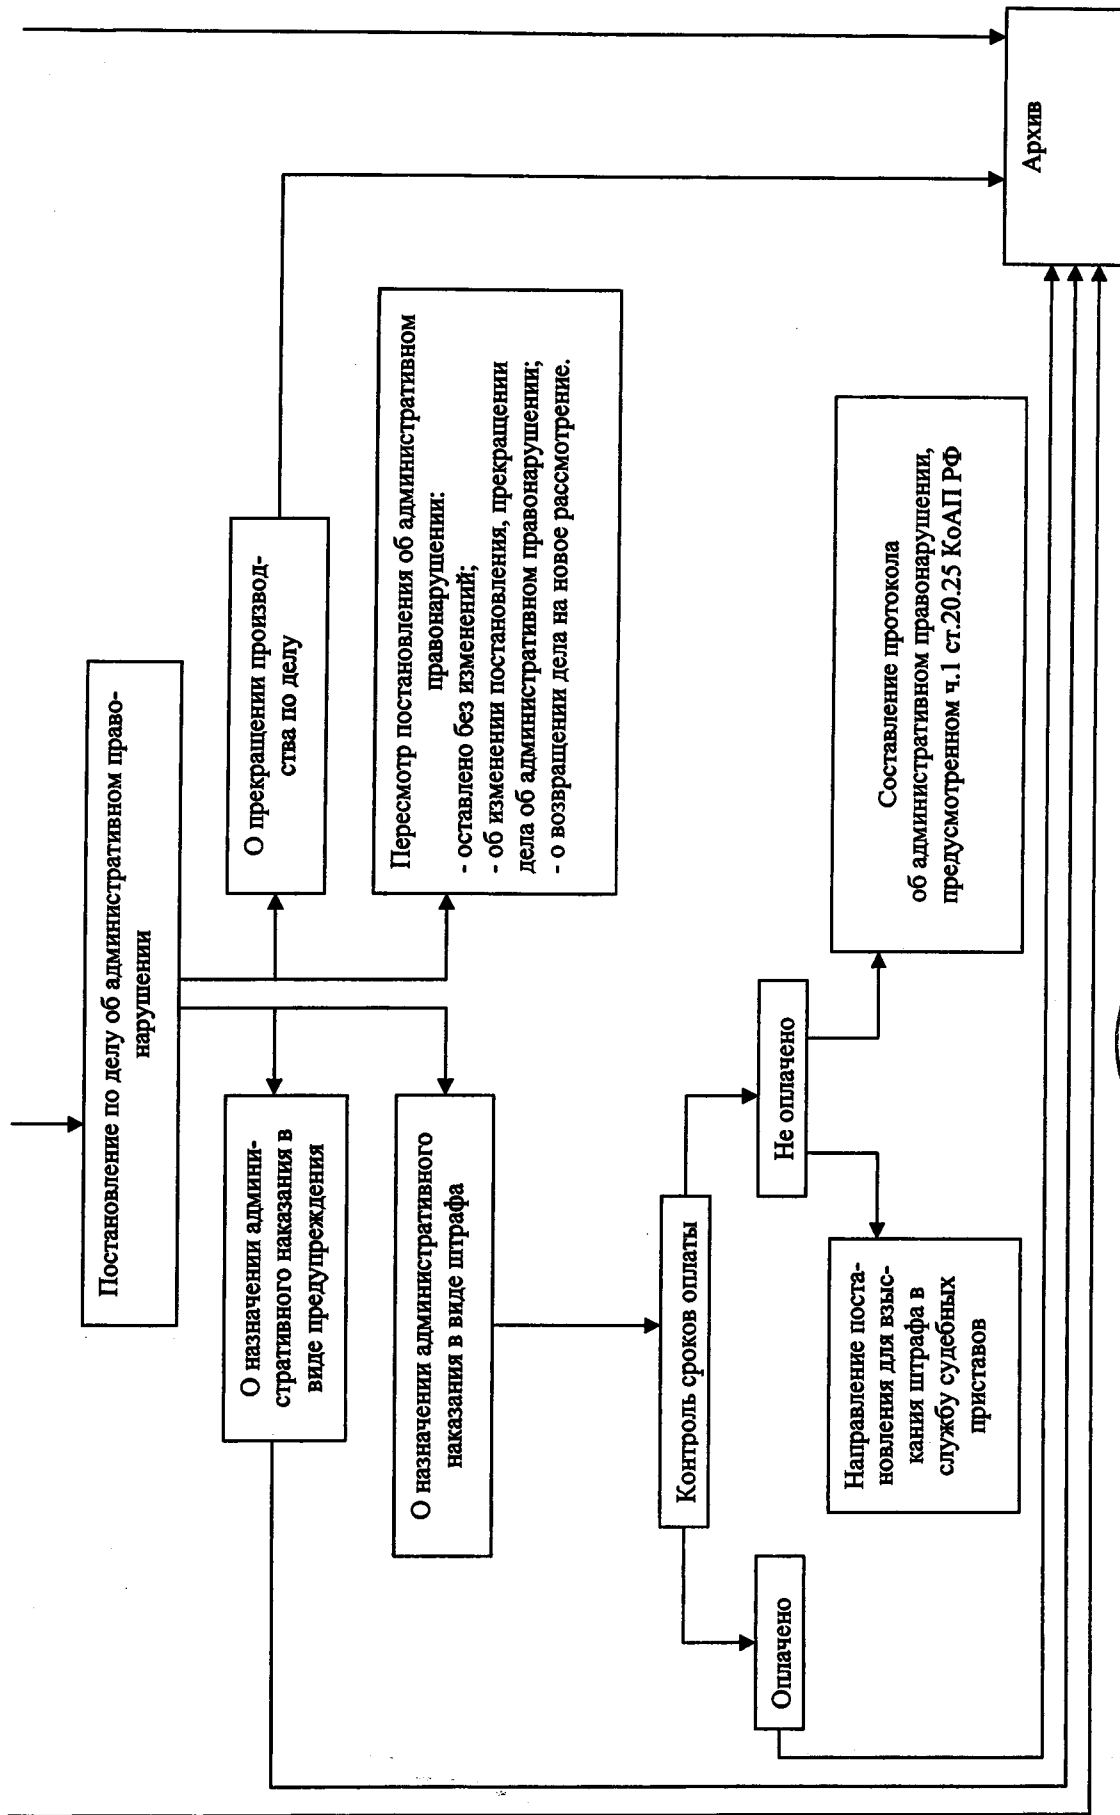 Постановление по делу об административном право-
нарушении
О назначении админи-
стративного наказания в
виде предупреждения
О прекращении производ-
ства по делу
О назначении административного
наказания в виде штрафа
Пересмотр постановления об административном
правонарушении:
- оставлено без изменений;
- об изменении постановления, прекращении
дела об административном правонарушении;
- о возвращении дела на новое рассмотрение.
Контроль сроков оплаты
Оплачено
Не оплачено
Направление поста-
новления для взыс-
кания штрафа в
службу судебных
приставов
Составление протокола
об административном правонарушении,
предусмотренном ч.1 ст.20.25 КоАП РФ
Архив